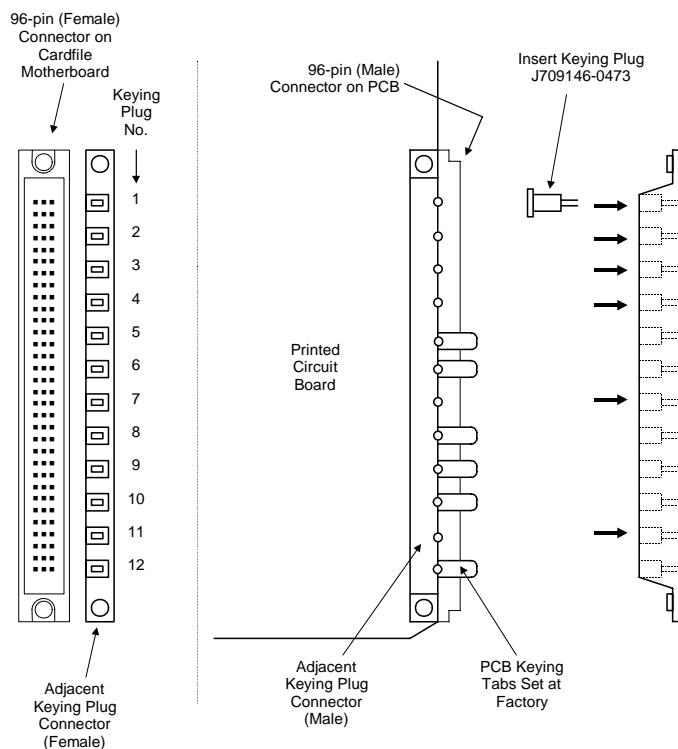 96-pin (Female)
Connector on
Cardfile
Motherboard
Keying
Plug
No.
1
2
3
4
5
6
7
8
9
10
11
12
Adjacent
Keying Plug
Connector
(Female)
96-pin (Male)
Connector on PCB
Printed
Circuit
Board
Adjacent
Keying Plug
Connector
(Male)
PCB Keying
Tabs Set at
Factory
Insert Keying Plug
J709146-0473